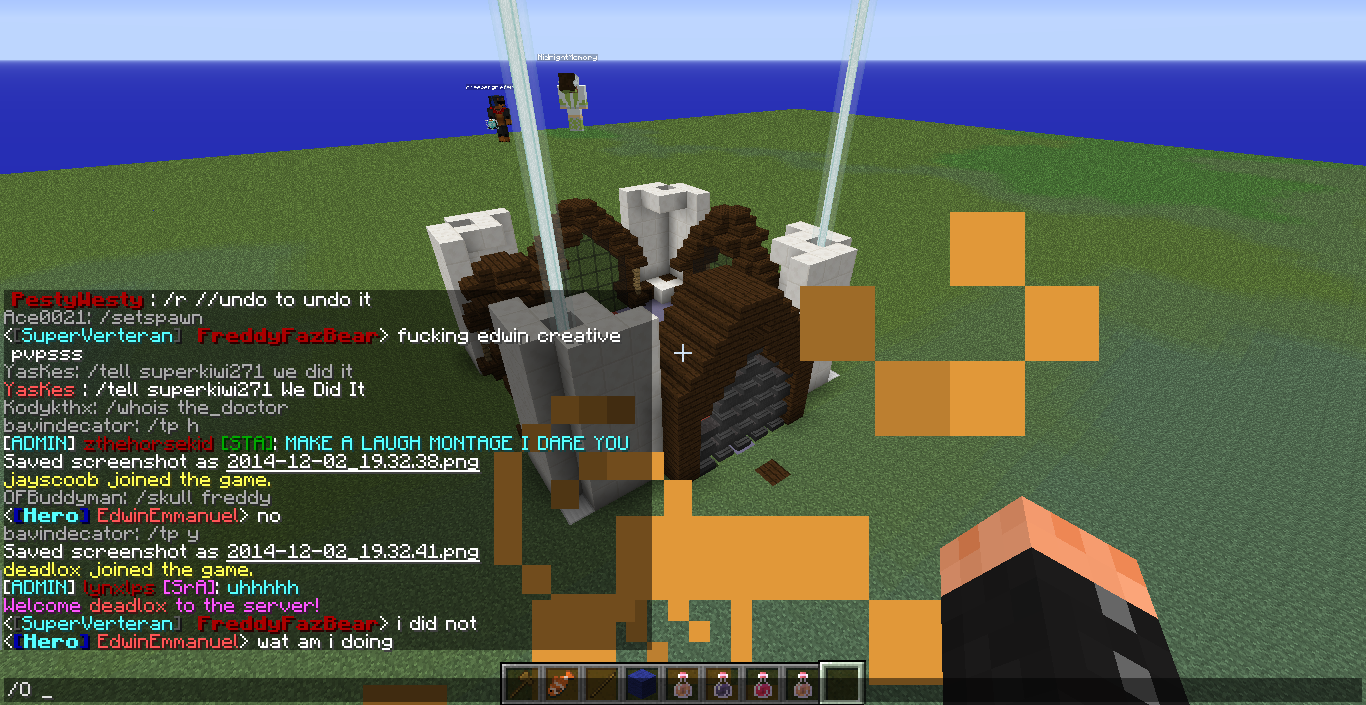 MidnightMemory
PestyWesty : /r //undo to undo it
Ace0021: /setspawn
<[SuperVerteran] FreddyFazBear> fucking edwin creative
pvpsss
YasKes: /tell superkiwi271 we did it
YasKes : /tell superkiwi271 We Did It
Kodykthx: /whois the_doctor
bavindecator: /tp h
[ADMIN] zthehorsekid [STA]: MAKE A LAUGH MONTAGE I DARE YOU
Saved screenshot as 2014-12-02_19.32.38.png
jayscoob joined the game.
OFBuddyman: /skull freddy
<[Hero] EdwinEmmanuel> no
bavindecator: /tp y
Saved screenshot as 2014-12-02_19.32.41.png
deadlox joined the game.
[ADMIN] lynxlps [SrA]: uhhhhh
Welcome deadlox to the server!
<[SuperVerteran] FreddyFazBear> i did not
<[Hero] EdwinEmmanuel> wat am i doing
/O _